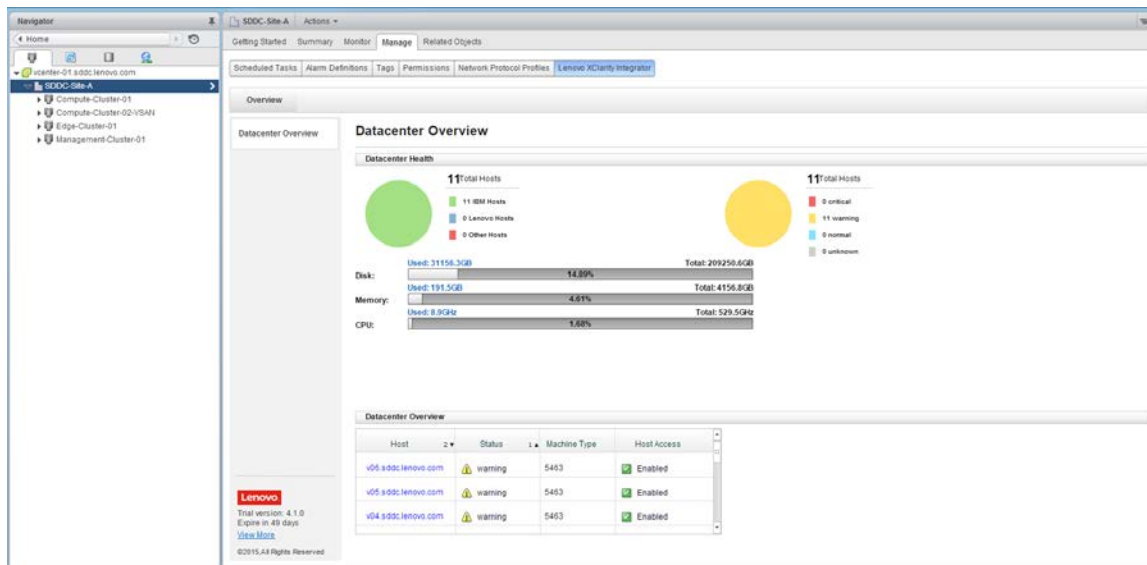 Navigator
SDDC-Site-A Actions
Home
Getting Started Summary Monitor Manage Related Objects
Scheduled Tasks Alarm Definitions Tags Permissions Network Protocol Profiles Lenovo XClarity Integrator
vcenter-01.sddc.lenovo.com
SDDC-Site-A
Compute-Cluster-01
Compute-Cluster-02-VSAN
Edge-Cluster-01
Management-Cluster-01
Overview
Datacenter Overview
Datacenter Overview
Datacenter Health
11 Total Hosts
11 IBM Hosts
0 Lenovo Hosts
0 Other Hosts
11 Total Hosts
0 critical
11 warning
0 normal
0 unknown
Used: 31156.3GB Total: 209250.6GB
Disk: 14.89%
Used: 191.5GB Total: 4156.8GB
Memory: 4.61%
Used: 8.9GHz Total: 529.5GHz
CPU: 1.68%
Datacenter Overview
Host 2 Status 1 Machine Type Host Access
v06.sddc.lenovo.com warning 5463 Enabled
v05.sddc.lenovo.com warning 5463 Enabled
v04.sddc.lenovo.com warning 5463 Enabled
Lenovo
Trial version: 4.1.0
Expire in 49 days
View More
©2015,All Rights Reserved